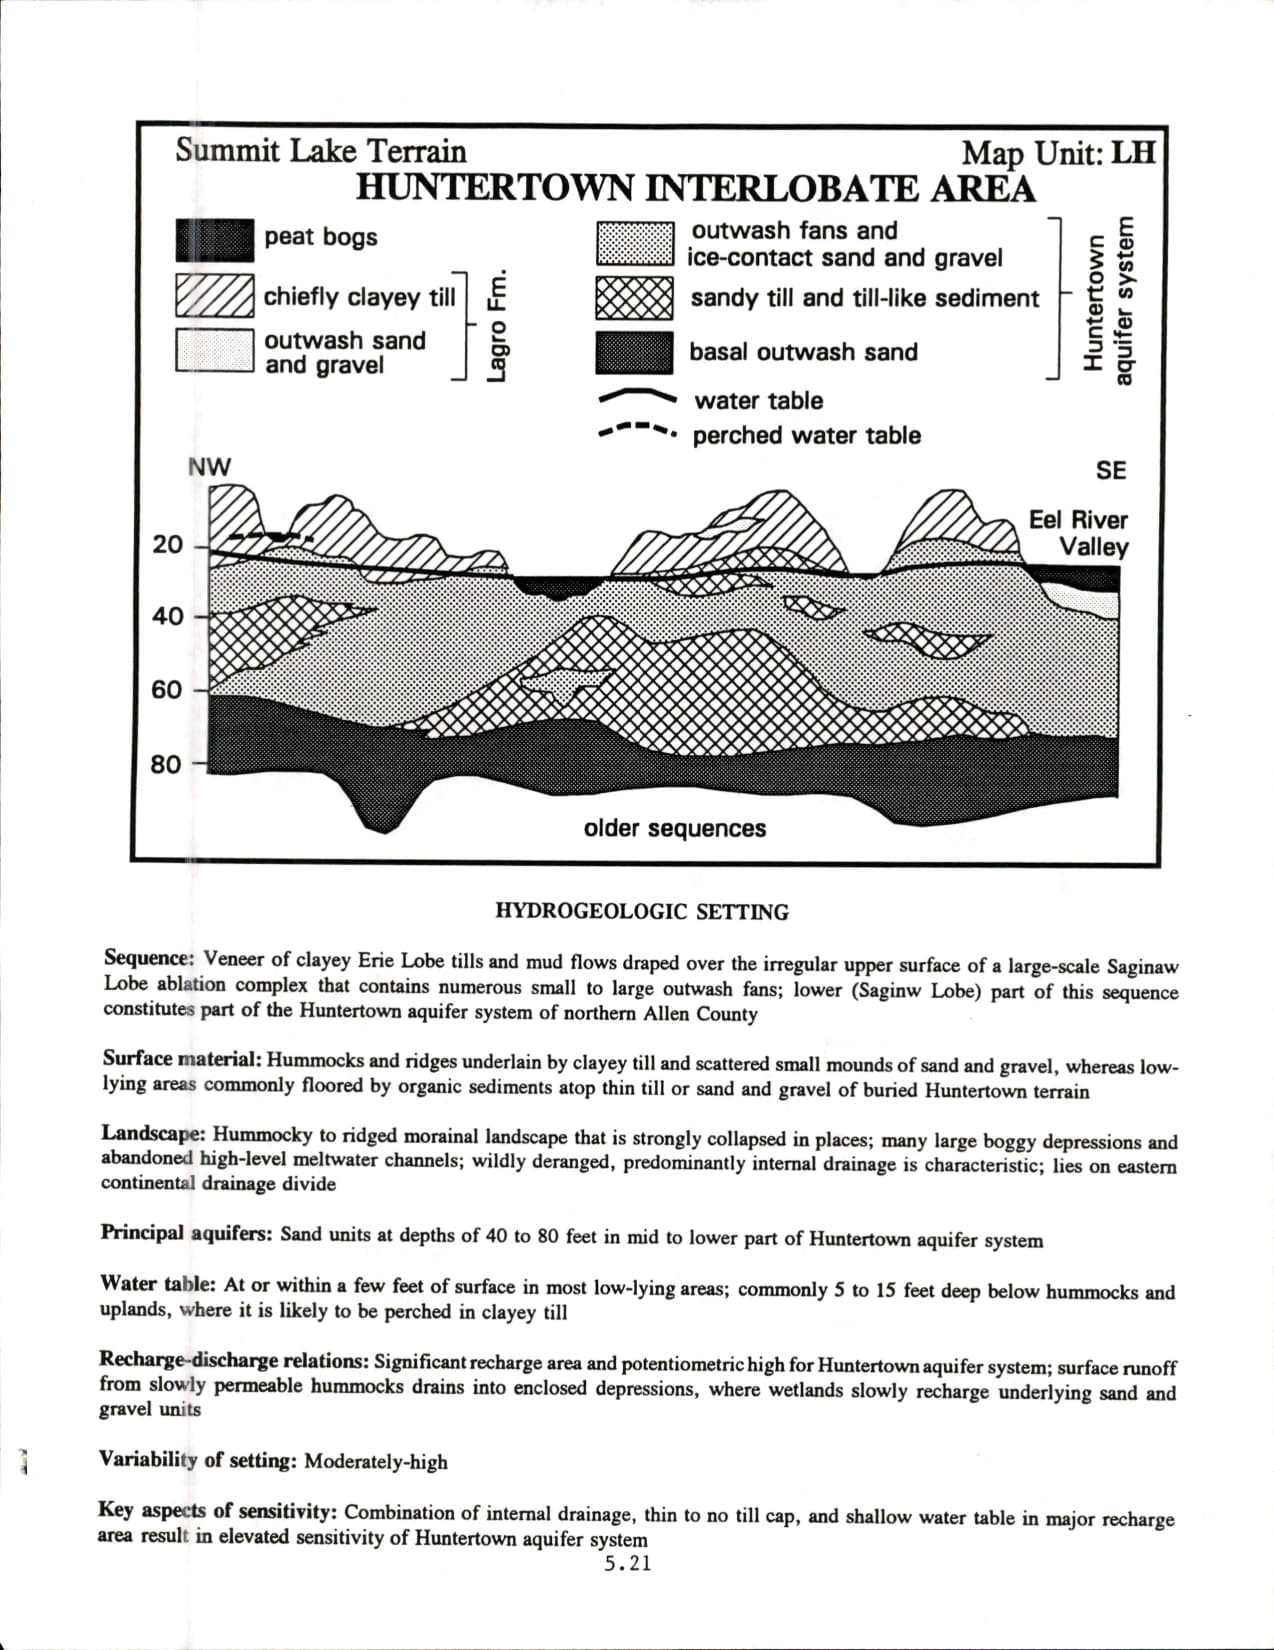 Summit Lake Terrain
Map Unit: LH
HUNTERTOWN INTERLOBATE AREA
peat bogs
chiefly clayey till
outwash sand
and gravel
Lagro Fm.
outwash fans and
ice-contact sand and gravel
sandy till and till-like sediment
basal outwash sand
Huntertown
aquifer system
water table
perched water table
NW
SE
Eel River
Valley
20
40
60
80
older sequences
HYDROGEOLOGIC SETTING
Sequence: Veneer of clayey Erie Lobe tills and mud flows draped over the irregular upper surface of a large-scale Saginaw
Lobe ablation complex that contains numerous small to large outwash fans; lower (Saginw Lobe) part of this sequence
constitutes part of the Huntertown aquifer system of northern Allen County
Surface material: Hummocks and ridges underlain by clayey till and scattered small mounds of sand and gravel, whereas low-
lying areas commonly floored by organic sediments atop thin till or sand and gravel of buried Huntertown terrain
Landscape: Hummocky to ridged morainal landscape that is strongly collapsed in places; many large boggy depressions and
abandoned high-level meltwater channels; wildly deranged, predominantly internal drainage is characteristic; lies on eastern
continental drainage divide
Principal aquifers: Sand units at depths of 40 to 80 feet in mid to lower part of Huntertown aquifer system
Water table: At or within a few feet of surface in most low-lying areas; commonly 5 to 15 feet deep below hummocks and
uplands, where it is likely to be perched in clayey till
Recharge-discharge relations: Significant recharge area and potentiometric high for Huntertown aquifer system; surface runoff
from slowly permeable hummocks drains into enclosed depressions, where wetlands slowly recharge underlying sand and
gravel units
Variability of setting: Moderately-high
Key aspects of sensitivity: Combination of internal drainage, thin to no till cap, and shallow water table in major recharge
area result in elevated sensitivity of Huntertown aquifer system
5.21